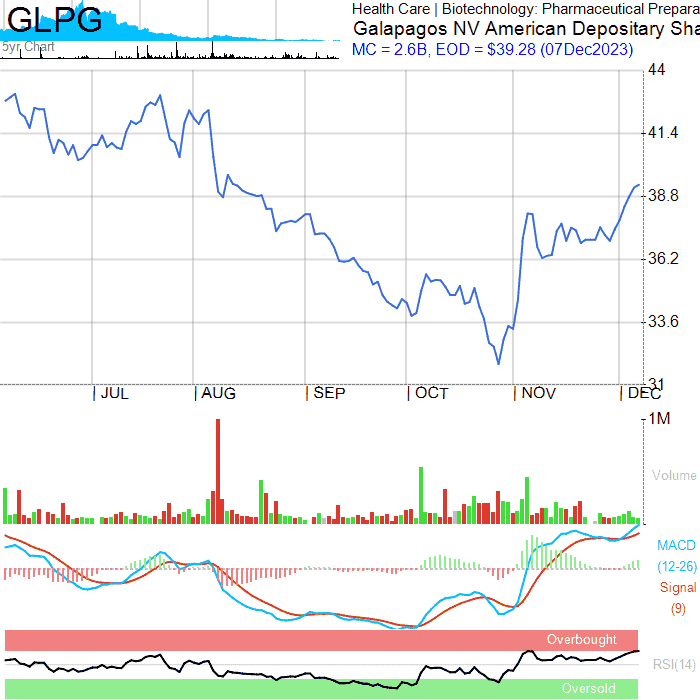 GLPG
Health Care | Biotechnology: Pharmaceutical Prepara
Galapagos NV American Depositary Sha
MC = 2.6B, EOD = $39.28 (07Dec2023)
5yr Chart
44
41.4
38.8
36.2
33.6
31
JUL AUG SEP OCT NOV DEC
1M
Volume
MACD
(12-26)
Signal
(9)
Overbought
RSI(14)
Oversold